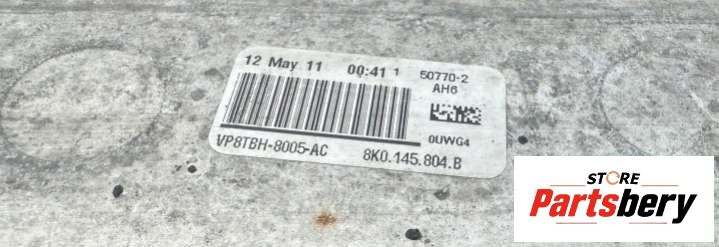 12 May 11 00:41 1 50770-2
AH6
0UWG4
VP8TBH-8005-AC 8K0.145.804.B
STORE
Partsbery